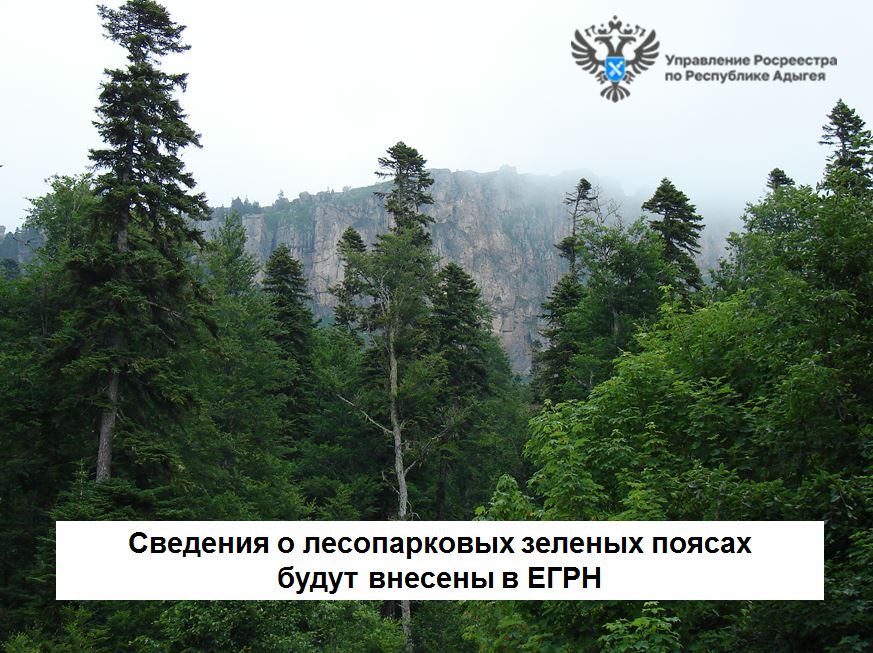 Управление Росреестра
по Республике Адыгея
Сведения о лесопарковых зеленых поясах
будут внесены в ЕГРН